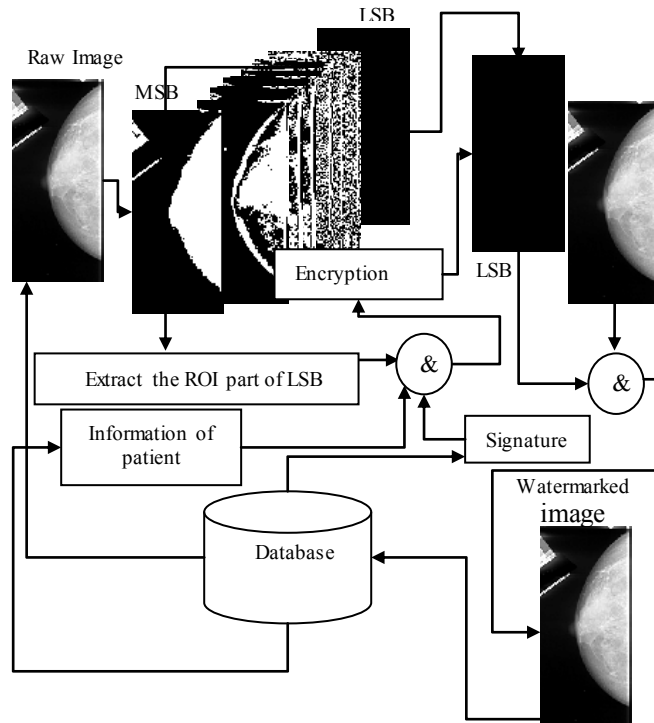 LSB
Raw Image
MSB
Encryption
LSB
Extract the ROI part of LSB
&
&
Information of
patient
Signature
Watermarked
image
Database